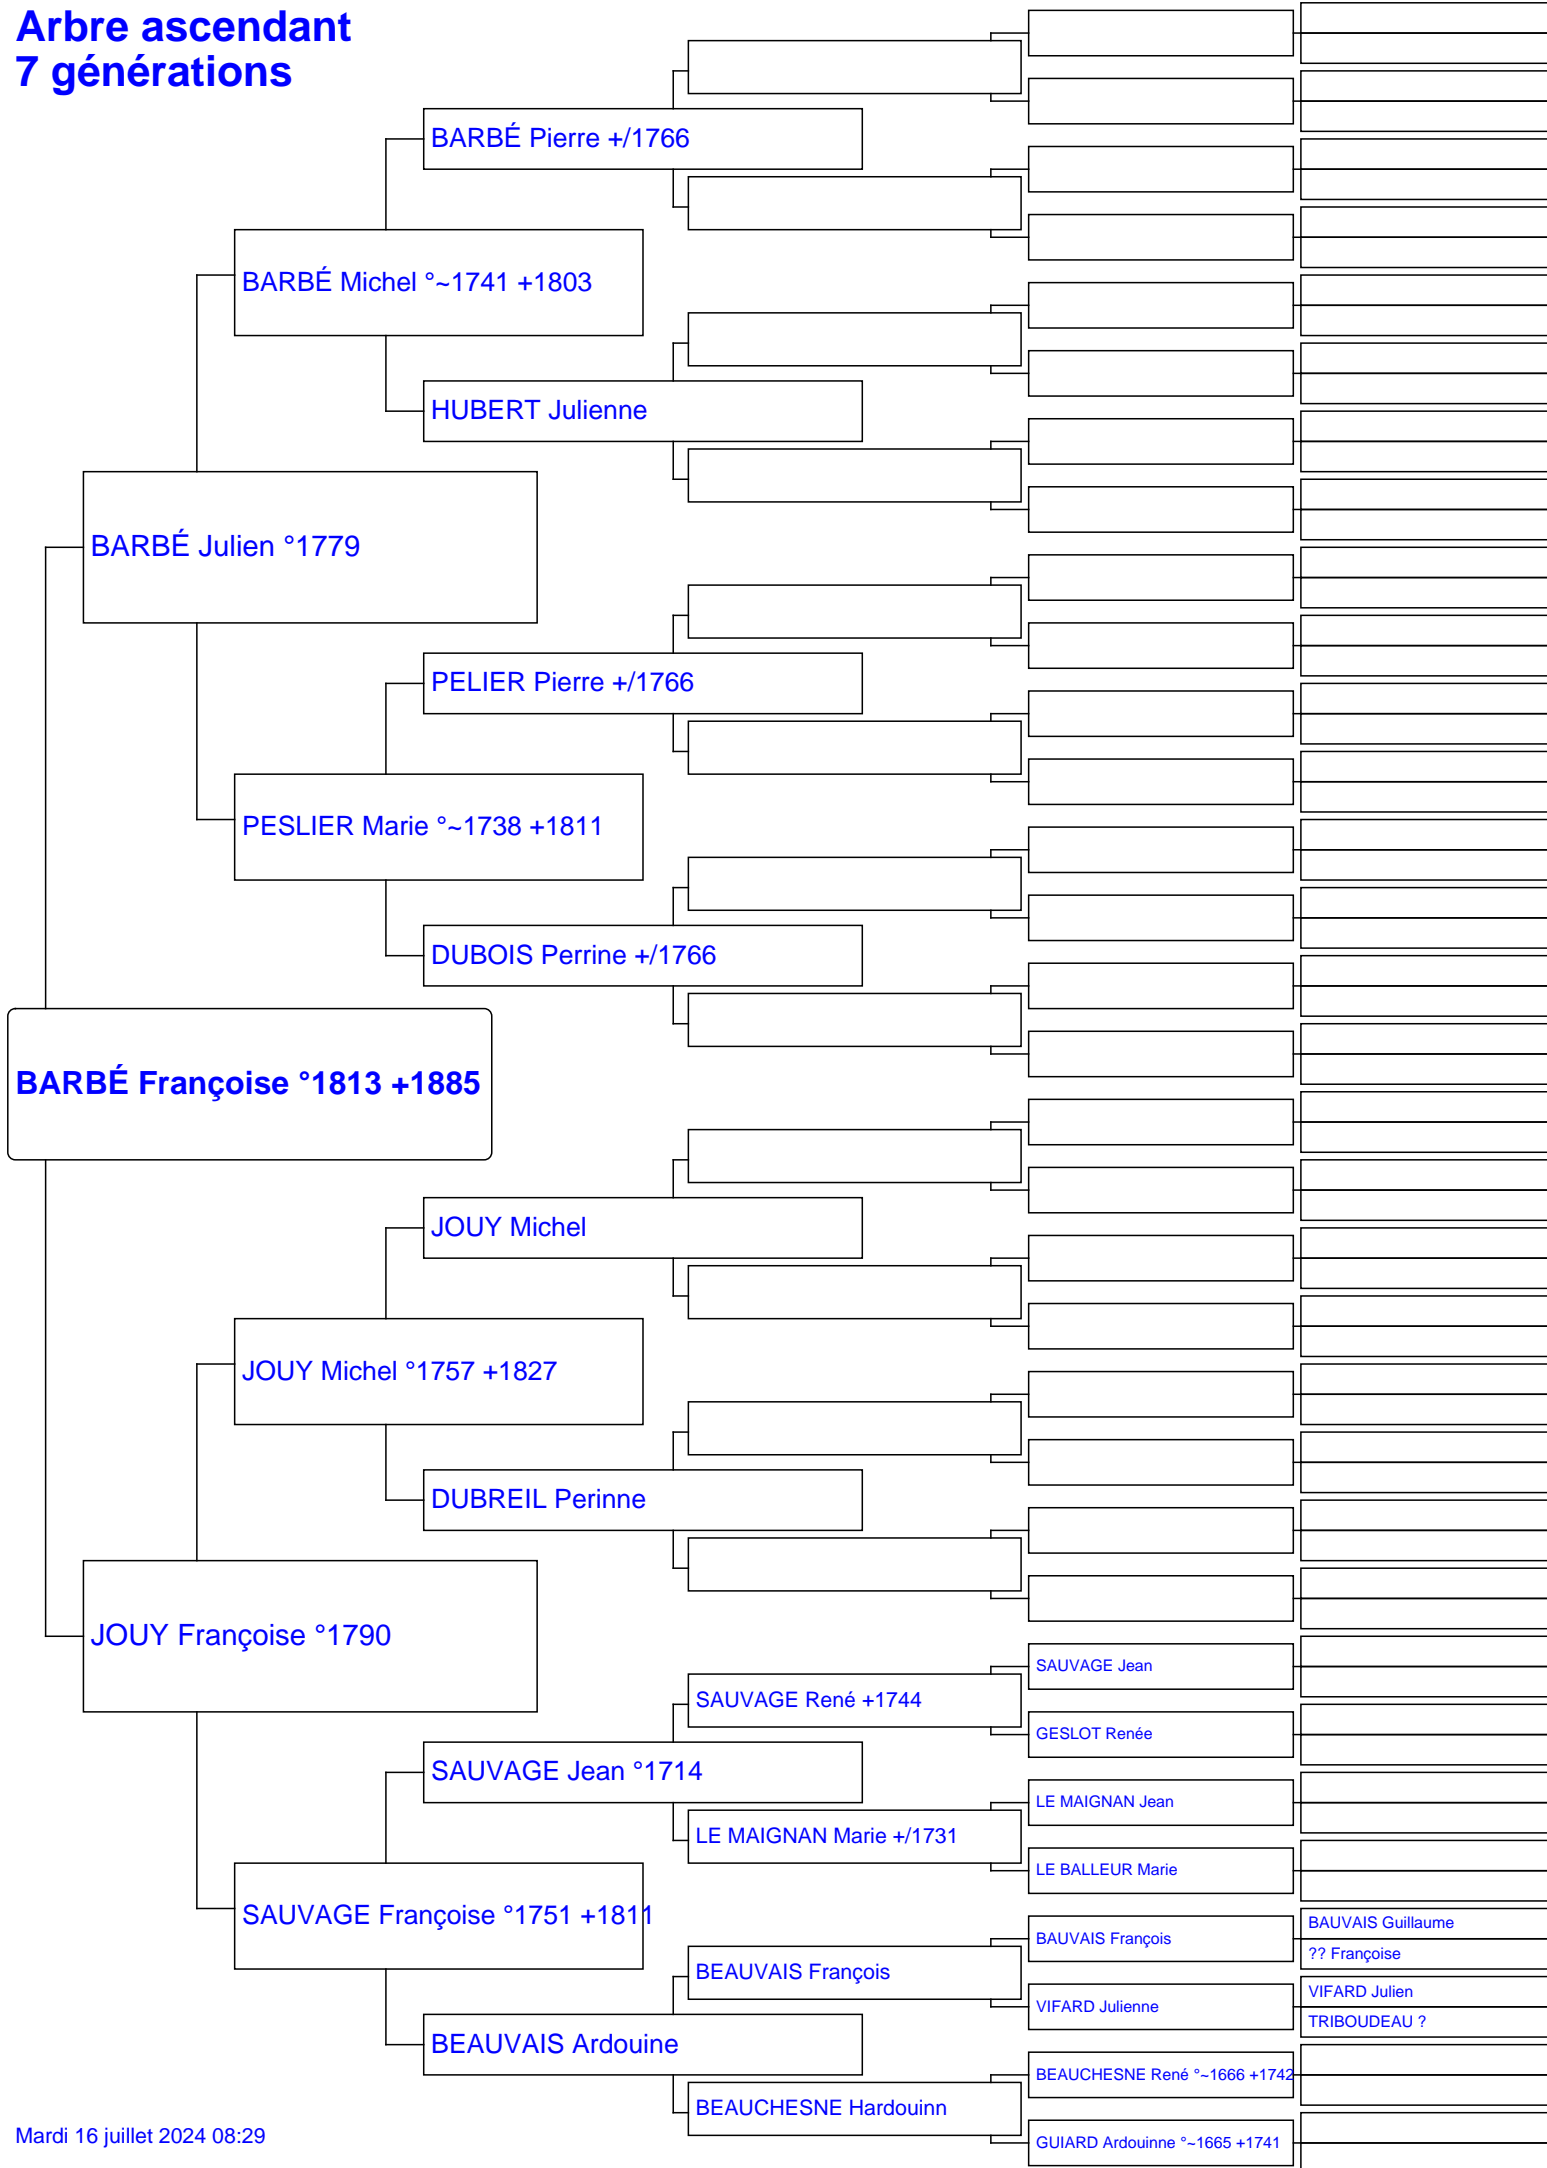 Arbre ascendant
7 générations
BARBÉ Pierre +/1766
BARBÉ Michel °~1741 +1803
HUBERT Julienne
BARBÉ Julien °1779
PELIER Pierre +/1766
PESLIER Marie °~1738 +1811
DUBOIS Perrine +/1766
BARBÉ Françoise °1813 +1885
JOUY Michel
JOUY Michel °1757 +1827
DUBREIL Perinne
JOUY Françoise °1790
SAUVAGE Jean
SAUVAGE René +1744
GESLOT Renée
SAUVAGE Jean °1714
LE MAIGNAN Jean
LE MAIGNAN Marie +/1731
LE BALLEUR Marie
SAUVAGE Françoise °1751 +1811
BAUVAIS Guillaume
BAUVAIS François
?? Françoise
BEAUVAIS François
VIFARD Julien
VIFARD Julienne
TRIBOUDEAU ?
BEAUVAIS Ardouine
BEAUCHESNE René °~1666 +1742
BEAUCHESNE Hardouinn
GUIARD Ardouinne °~1665 +1741
Mardi 16 juillet 2024 08:29